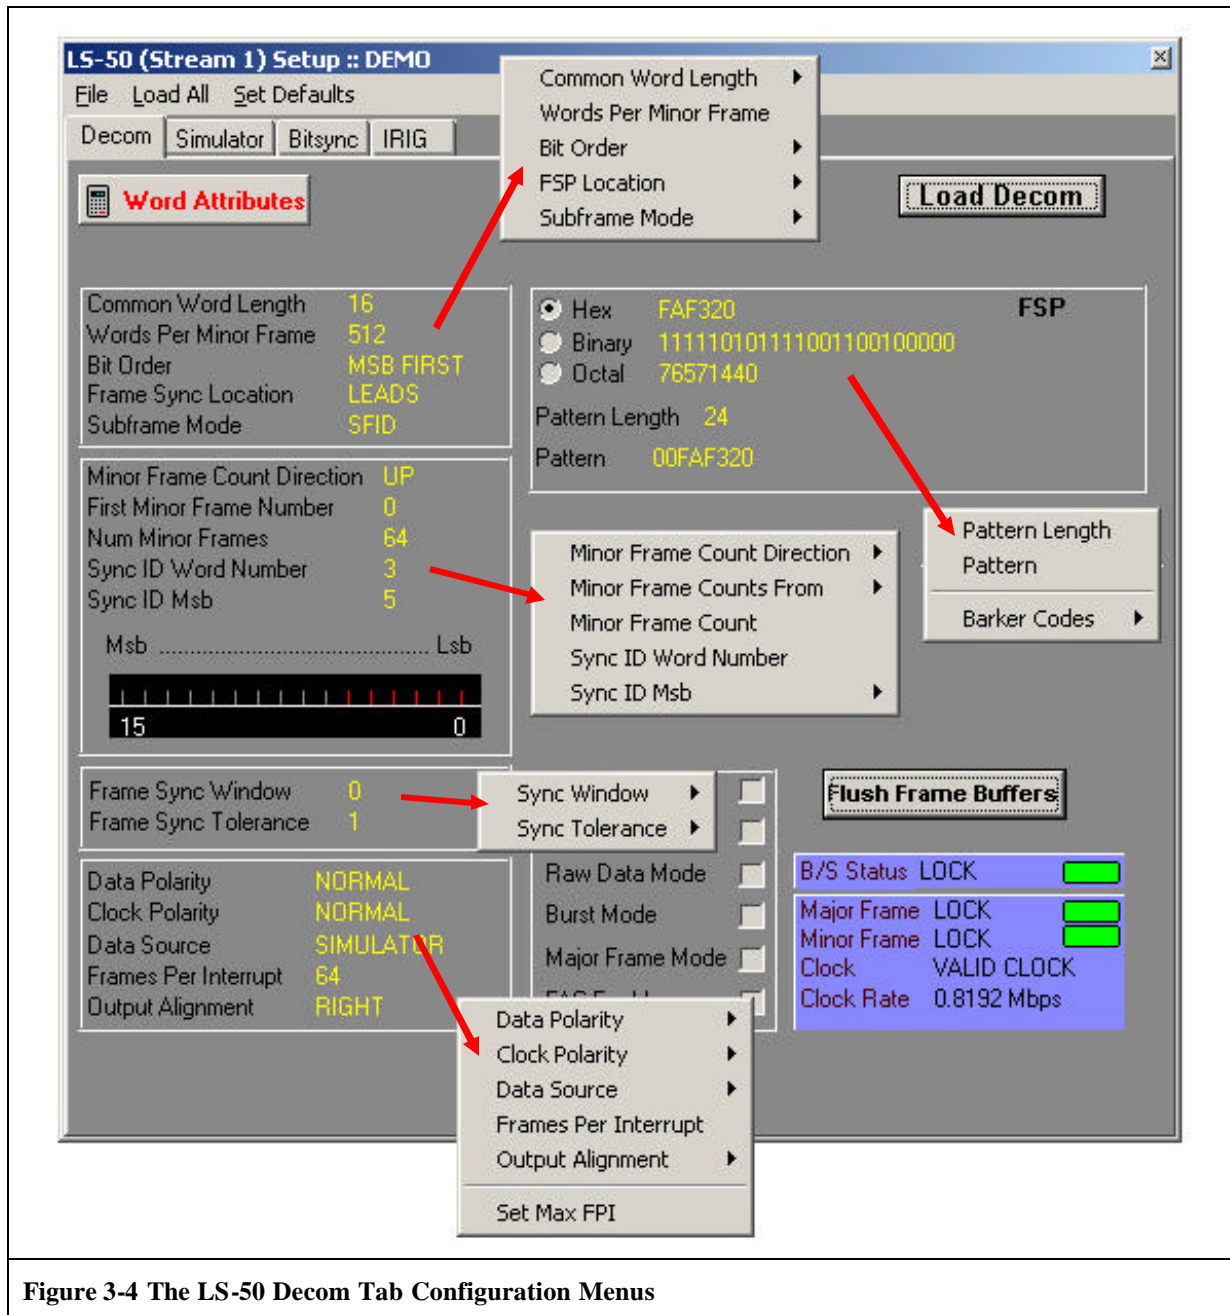 LS-50 (Stream 1) Setup :: DEMO
File Load All Set Defaults
Decom Simulator Bitsync IRIG
Common Word Length
Words Per Minor Frame
Bit Order
FSP Location
Subframe Mode
Word Attributes
Load Decom
Common Word Length 16
Words Per Minor Frame 512
Bit Order MSB FIRST
Frame Sync Location LEADS
Subframe Mode SFID
FSP
Hex FAF320
Binary 111110101111001100100000
Octal 76571440
Pattern Length 24
Pattern 00FAF320
Minor Frame Count Direction UP
First Minor Frame Number 0
Num Minor Frames 64
Sync ID Word Number 3
Sync ID Msb 5
Msb ........................................ Lsb
15 0
Minor Frame Count Direction
Minor Frame Counts From
Minor Frame Count
Sync ID Word Number
Sync ID Msb
Pattern Length
Pattern
Barker Codes
Frame Sync Window 0
Frame Sync Tolerance 1
Sync Window
Sync Tolerance
Raw Data Mode
Burst Mode
Major Frame Mode
Flush Frame Buffers
B/S Status LOCK
Major Frame LOCK
Minor Frame LOCK
Clock VALID CLOCK
Clock Rate 0.8192 Mbps
Data Polarity NORMAL
Clock Polarity NORMAL
Data Source SIMULATOR
Frames Per Interrupt 64
Output Alignment RIGHT
Data Polarity
Clock Polarity
Data Source
Frames Per Interrupt
Output Alignment
Set Max FPI
Figure 3-4 The LS-50 Decom Tab Configuration Menus